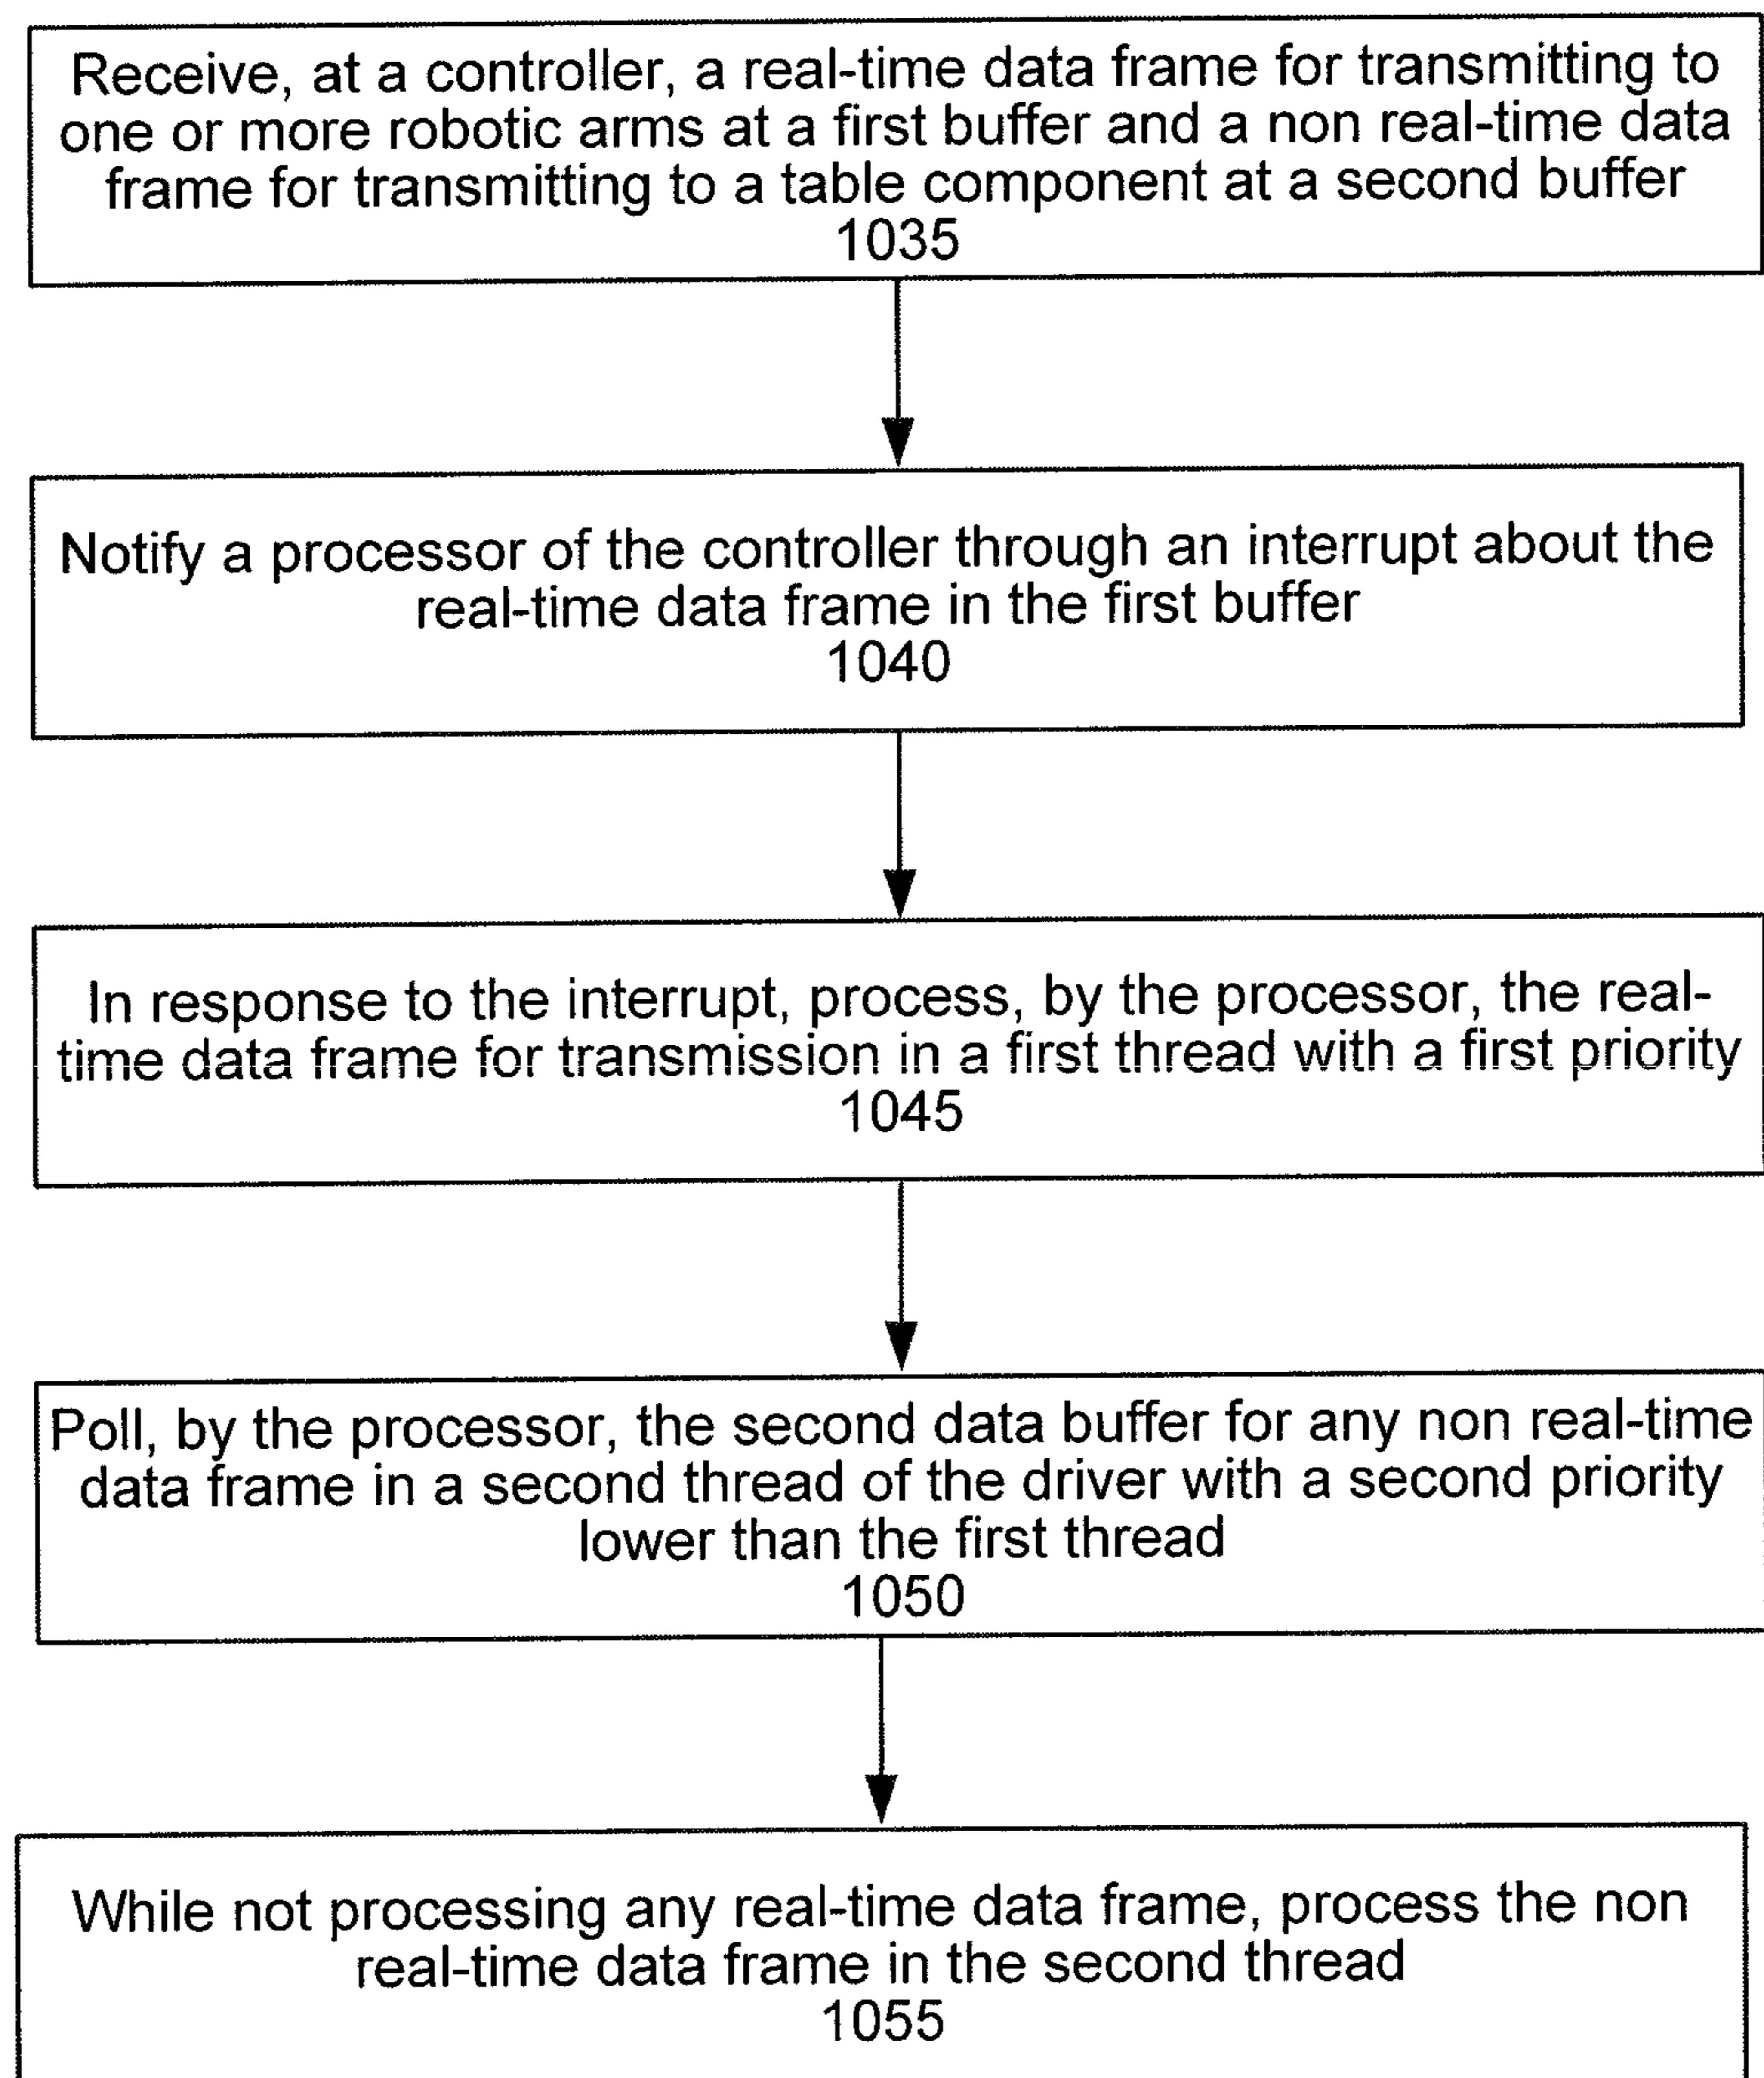 Receive, at a controller, a real-time data frame for transmitting to
one or more robotic arms at a first buffer and a non real-time data
frame for transmitting to a table component at a second buffer
1035
Notify a processor of the controller through an interrupt about the
real-time data frame in the first buffer
1040
In response to the interrupt, process, by the processor, the real-
time data frame for transmission in a first thread with a first priority
1045
Poll, by the processor, the second data buffer for any non real-time
data frame in a second thread of the driver with a second priority
lower than the first thread
1050
While not processing any real-time data frame, process the non
real-time data frame in the second thread
1055